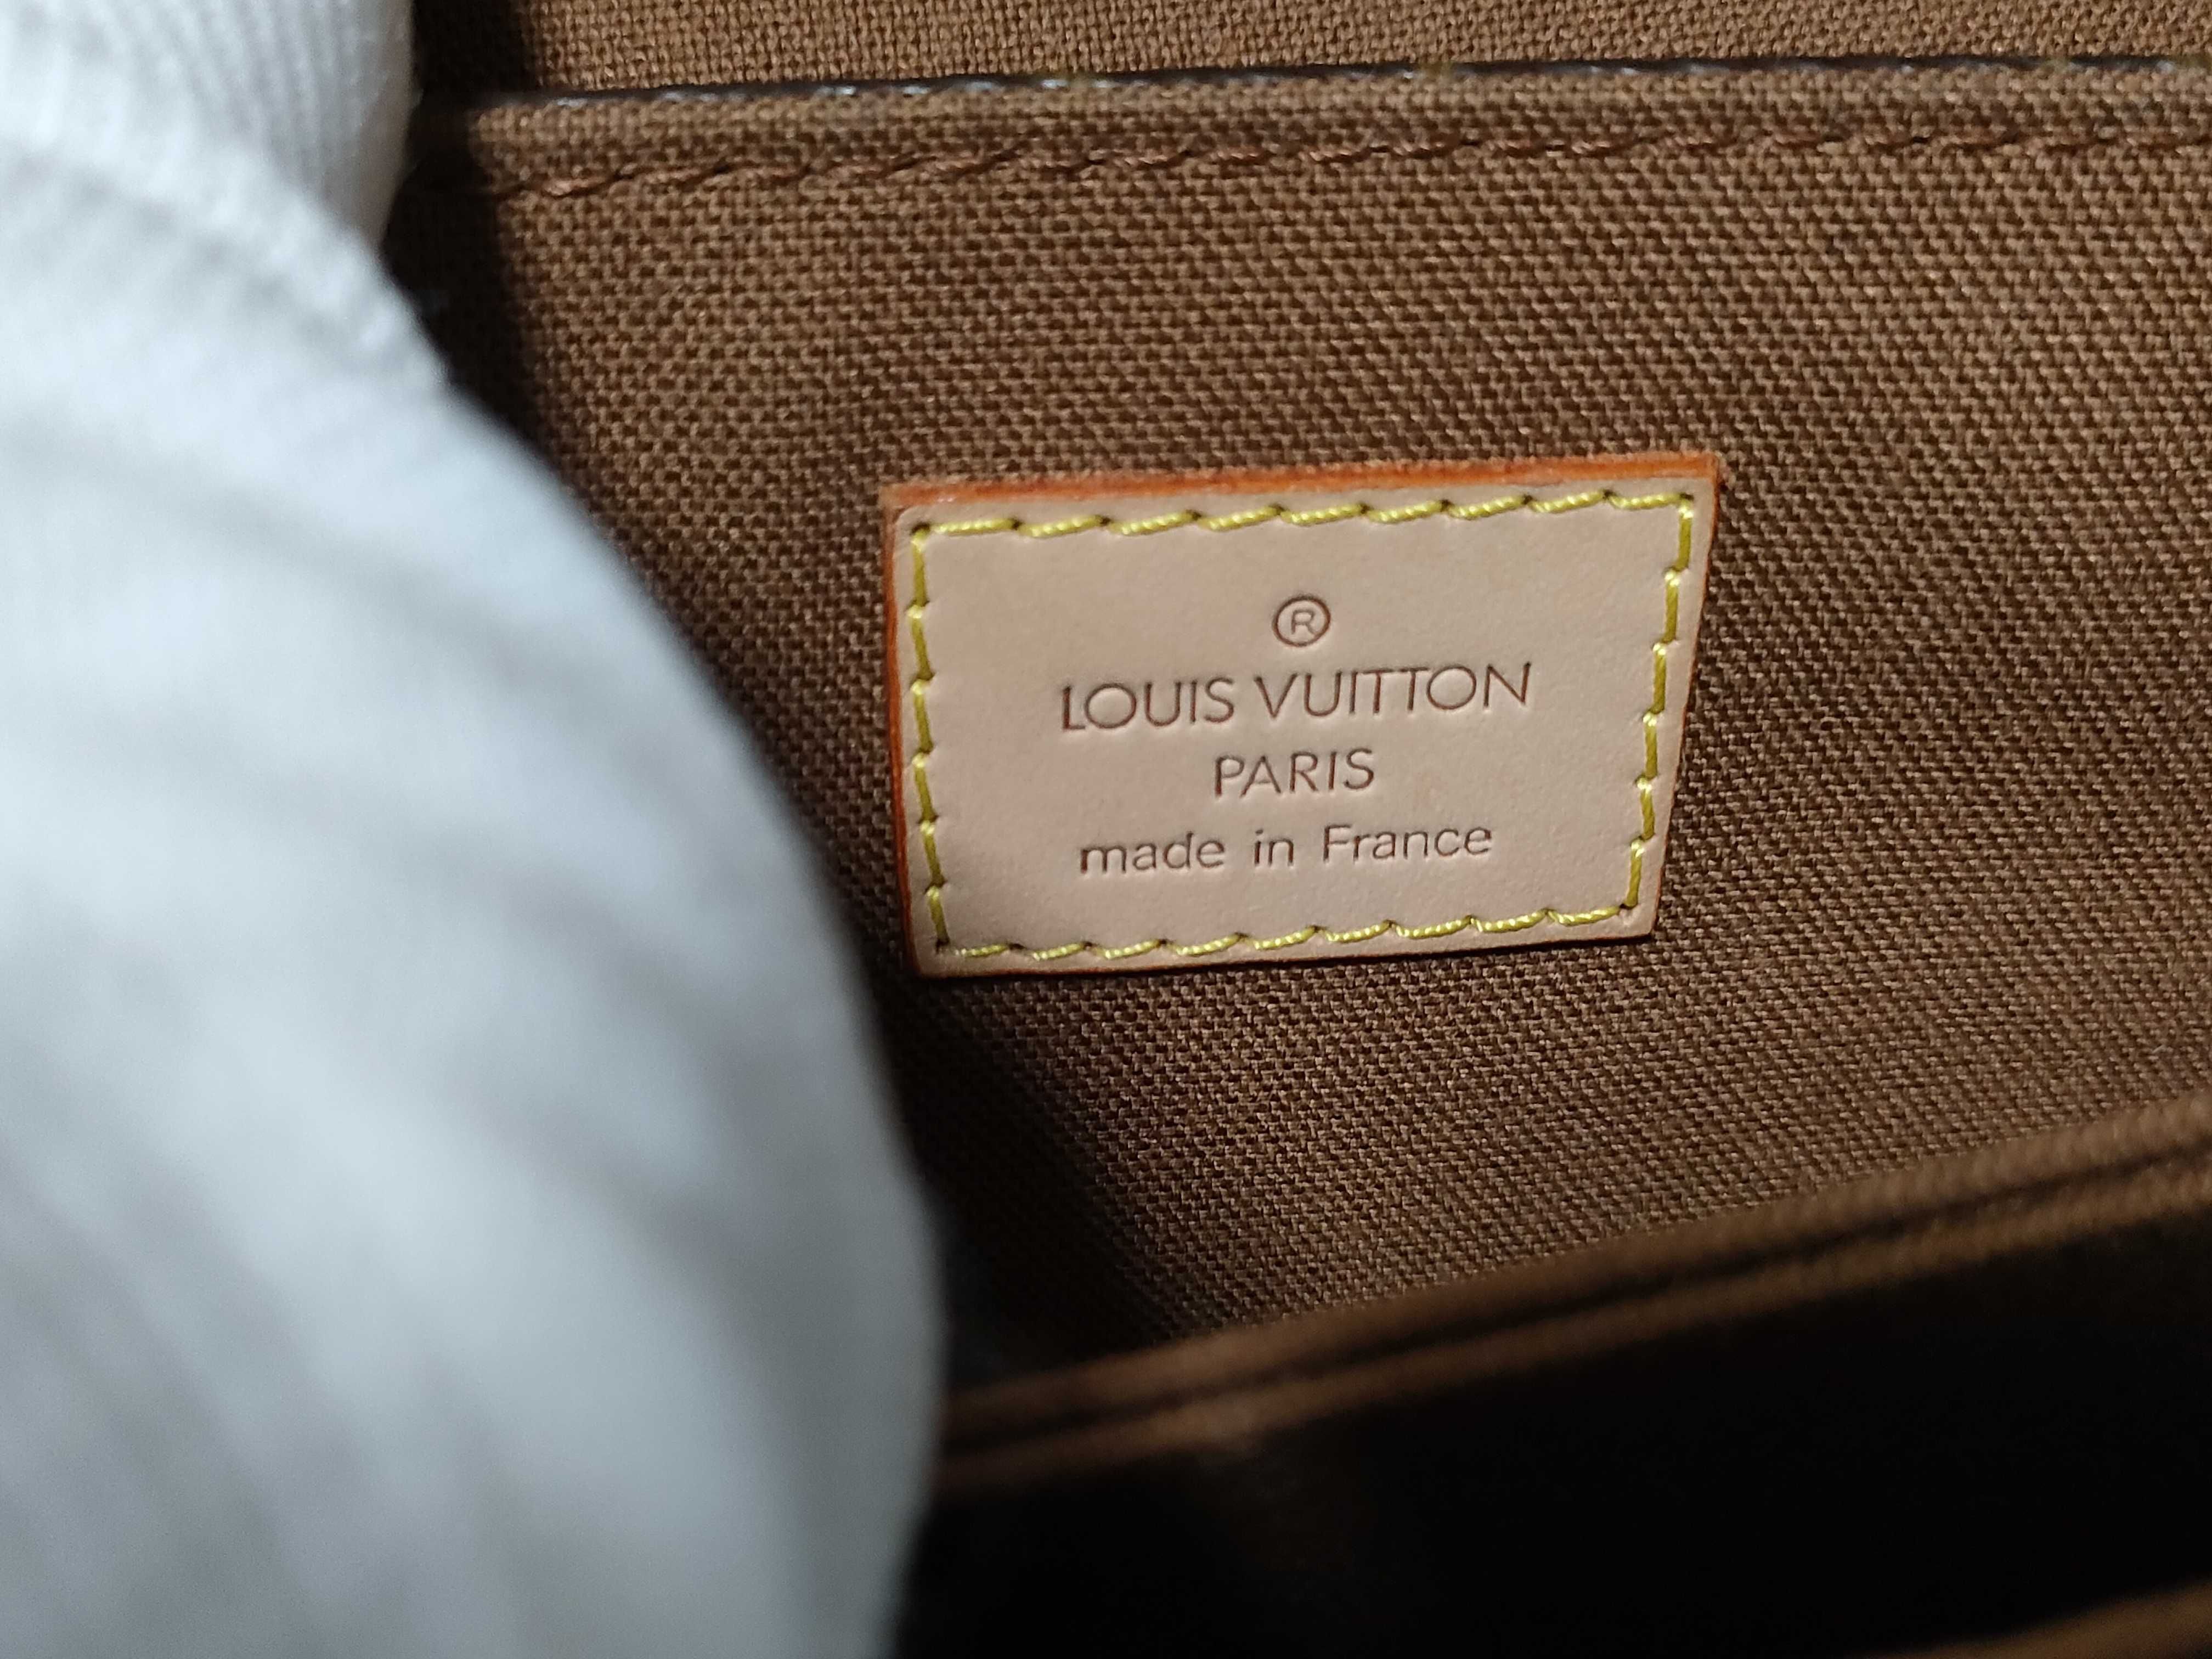 ®
LOUIS VUITTON
PARIS
made in France